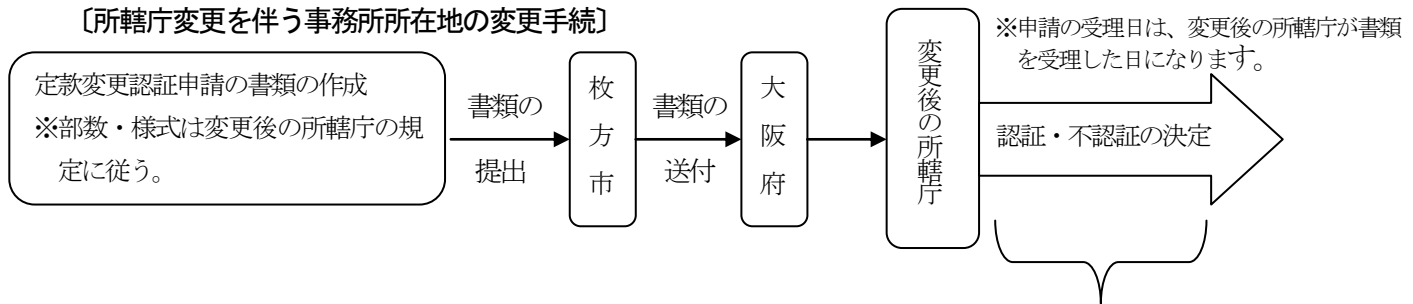 〔所轄庁変更を伴う事務所所在地の変更手続〕
定款変更認証申請の書類の作成
※部数・様式は変更後の所轄庁の規
定に従う。
書類の
提出
枚方市
書類の
送付
大阪府
変更後の所轄庁
※申請の受理日は、変更後の所轄庁が書類
を受理した日になります。
認証・不認証の決定